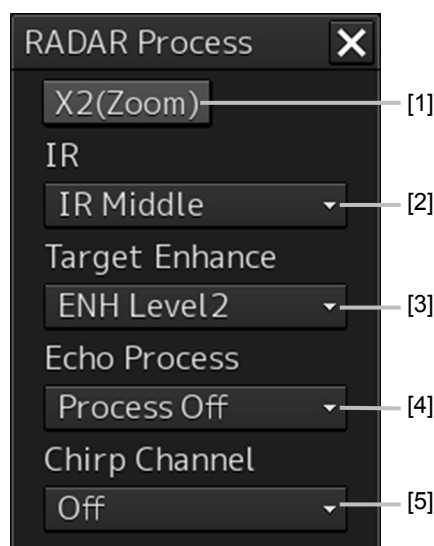 RADAR Process
X2(Zoom)
[1]
IR
IR Middle
[2]
Target Enhance
ENH Level2
[3]
Echo Process
Process Off
[4]
Chirp Channel
Off
[5]